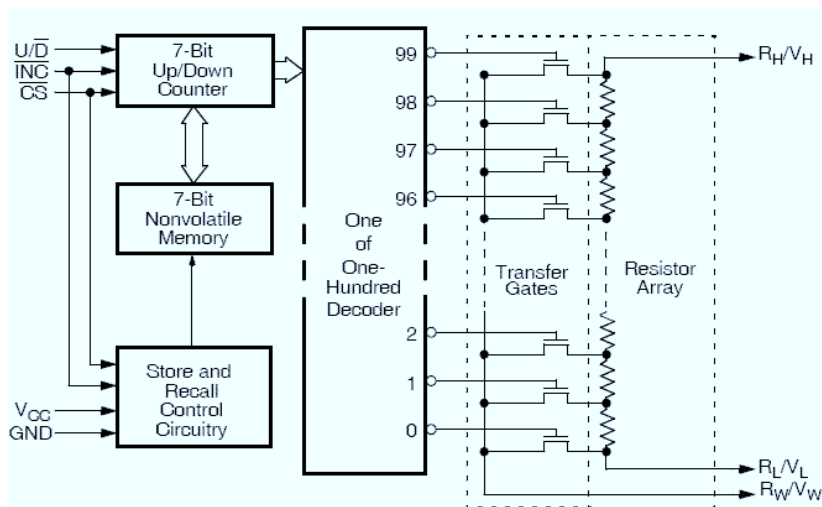 U/D̅
I̅N̅C̅
C̅S̅
7-Bit
Up/Down
Counter
7-Bit
Nonvolatile
Memory
Store and
Recall
Control
Circuitry
VCC
GND
One
of
One-
Hundred
Decoder
99
98
97
96
2
1
0
Transfer
Gates
Resistor
Array
RH/VH
RL/VL
RW/VW